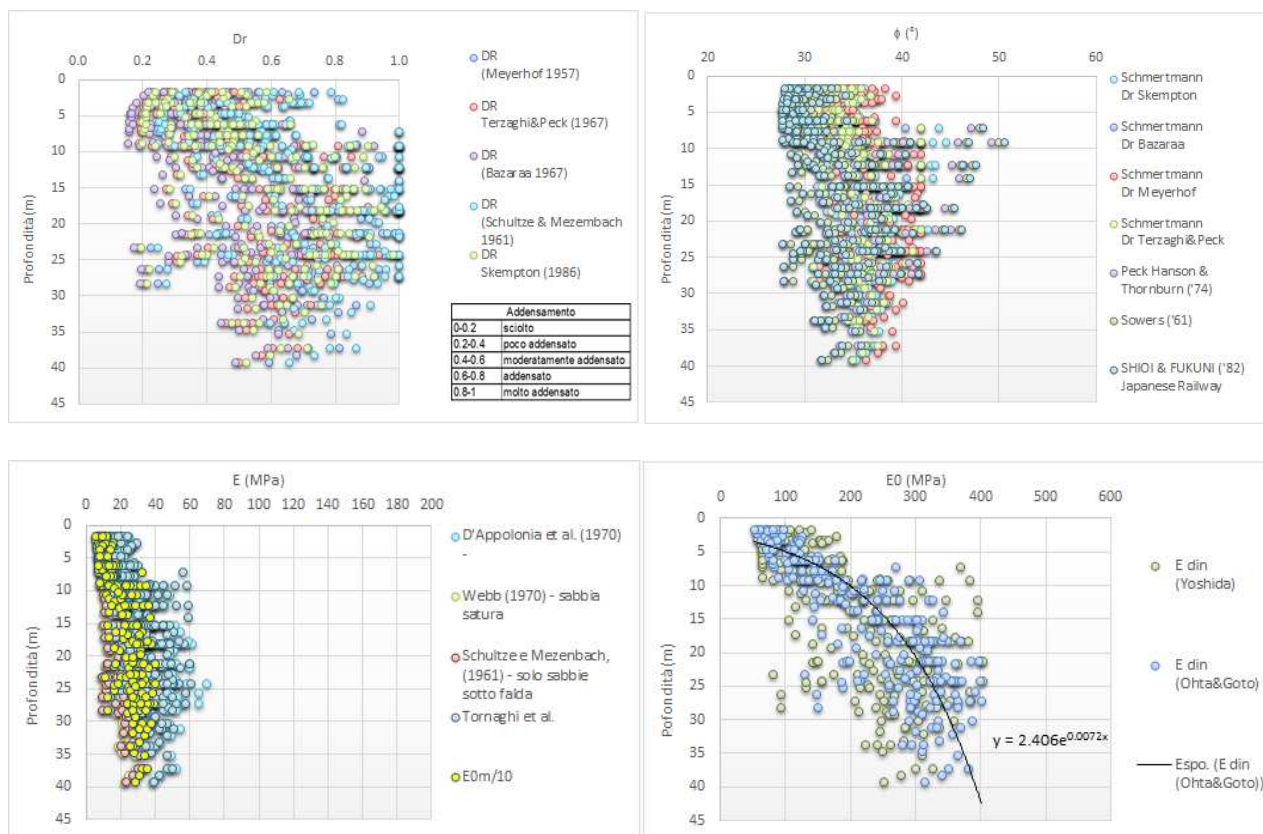 Dr
0.0 0.2 0.4 0.6 0.8 1.0
0
5
10
15
20
25
30
35
40
45
Profondità (m)
DR
(Meyerhof 1957)
DR
Terzaghi&Peck (1967)
DR
(Bazaraa 1967)
DR
(Schultze & Mezembach
1961)
DR
Skempton (1986)
Addensamento
0-0.2 sciolto
0.2-0.4 poco addensato
0.4-0.6 moderatamente addensato
0.6-0.8 addensato
0.8-1 molto addensato
ϕ (°)
20 30 40 50 60
0
5
10
15
20
25
30
35
40
45
Profondità (m)
Schmertmann
Dr Skempton
Schmertmann
Dr Bazaraa
Schmertmann
Dr Meyerhof
Schmertmann
Dr Terzaghi&Peck
Peck Hanson &
Thornburn ('74)
Sowers ('61)
SHIOI & FUKUNI ('82)
Japanese Railway
E (MPa)
0 20 40 60 80 100 120 140 160 180 200
0
5
10
15
20
25
30
35
40
45
Profondità (m)
D'Appolonia et al. (1970)
-
Webb (1970) - sabbia
satura
Schultze e Mezenbach,
(1961) - solo sabbie
sotto falda
Tornaghi et al.
E0m/10
E0 (MPa)
0 100 200 300 400 500 600
0
5
10
15
20
25
30
35
40
45
Pofondità (m)
y = 2.406e^0.0072x
E din
(Yoshida)
E din
(Ohta&Goto)
Espo. (E din
(Ohta&Goto))